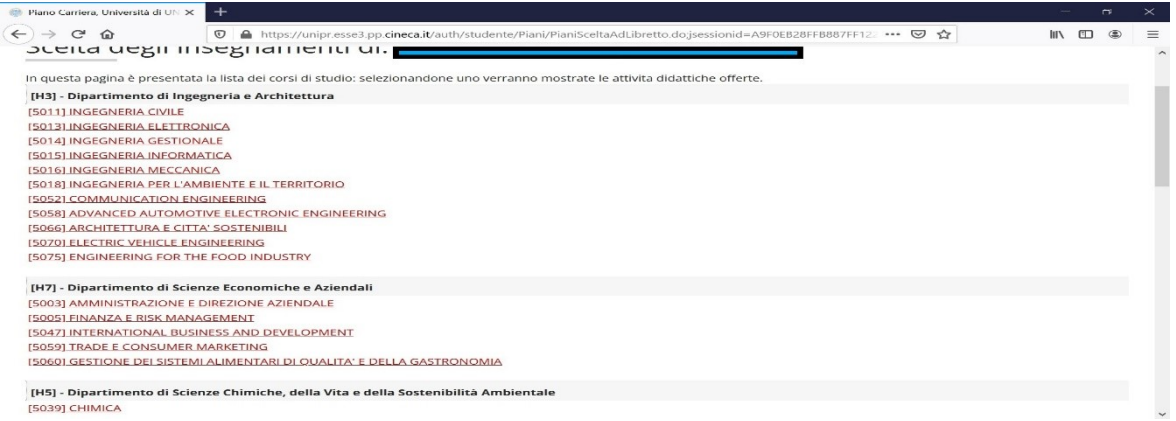 Piano Carriera, Università di UN
https://unipr.esse3.pp.cineca.it/auth/studente/Piani/PianiSceltaAdLibretto.do;jsessionid=A9F0EB28FFB887FF12
Scelta degli insegnamenti di:
In questa pagina è presentata la lista dei corsi di studio: selezionandone uno verranno mostrate le attivita didattiche offerte.
[H3] - Dipartimento di Ingegneria e Architettura
[5011] INGEGNERIA CIVILE
[5013] INGEGNERIA ELETTRONICA
[5014] INGEGNERIA GESTIONALE
[5015] INGEGNERIA INFORMATICA
[5016] INGEGNERIA MECCANICA
[5018] INGEGNERIA PER L'AMBIENTE E IL TERRITORIO
[5052] COMMUNICATION ENGINEERING
[5058] ADVANCED AUTOMOTIVE ELECTRONIC ENGINEERING
[5066] ARCHITETTURA E CITTA' SOSTENIBILI
[5070] ELECTRIC VEHICLE ENGINEERING
[5075] ENGINEERING FOR THE FOOD INDUSTRY
[H7] - Dipartimento di Scienze Economiche e Aziendali
[5003] AMMINISTRAZIONE E DIREZIONE AZIENDALE
[5005] FINANZA E RISK MANAGEMENT
[5047] INTERNATIONAL BUSINESS AND DEVELOPMENT
[5059] TRADE E CONSUMER MARKETING
[5060] GESTIONE DEI SISTEMI ALIMENTARI DI QUALITA' E DELLA GASTRONOMIA
[H5] - Dipartimento di Scienze Chimiche, della Vita e della Sostenibilità Ambientale
[5039] CHIMICA